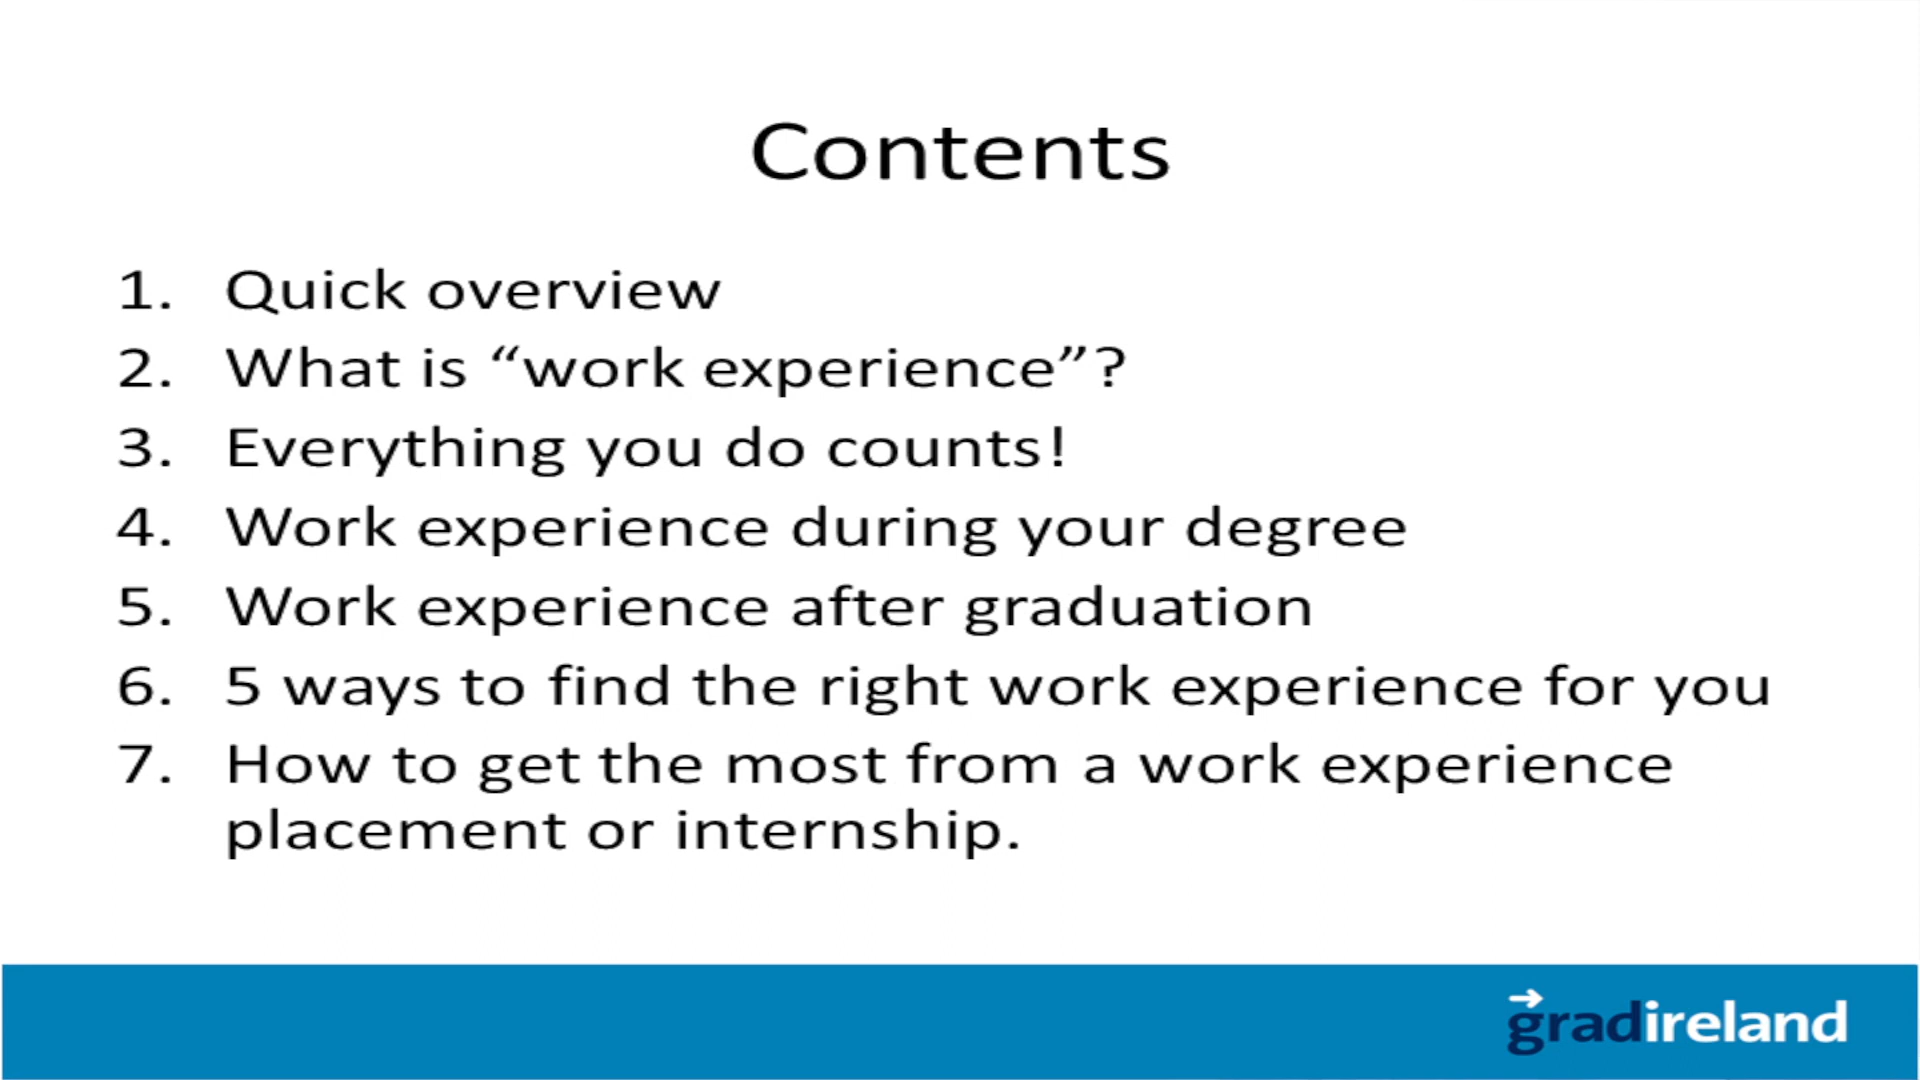 Contents
1. Quick overview
2. What is “work experience”?
3. Everything you do counts!
4. Work experience during your degree
5. Work experience after graduation
6. 5 ways to find the right work experience for you
7. How to get the most from a work experience
placement or internship.
gradireland